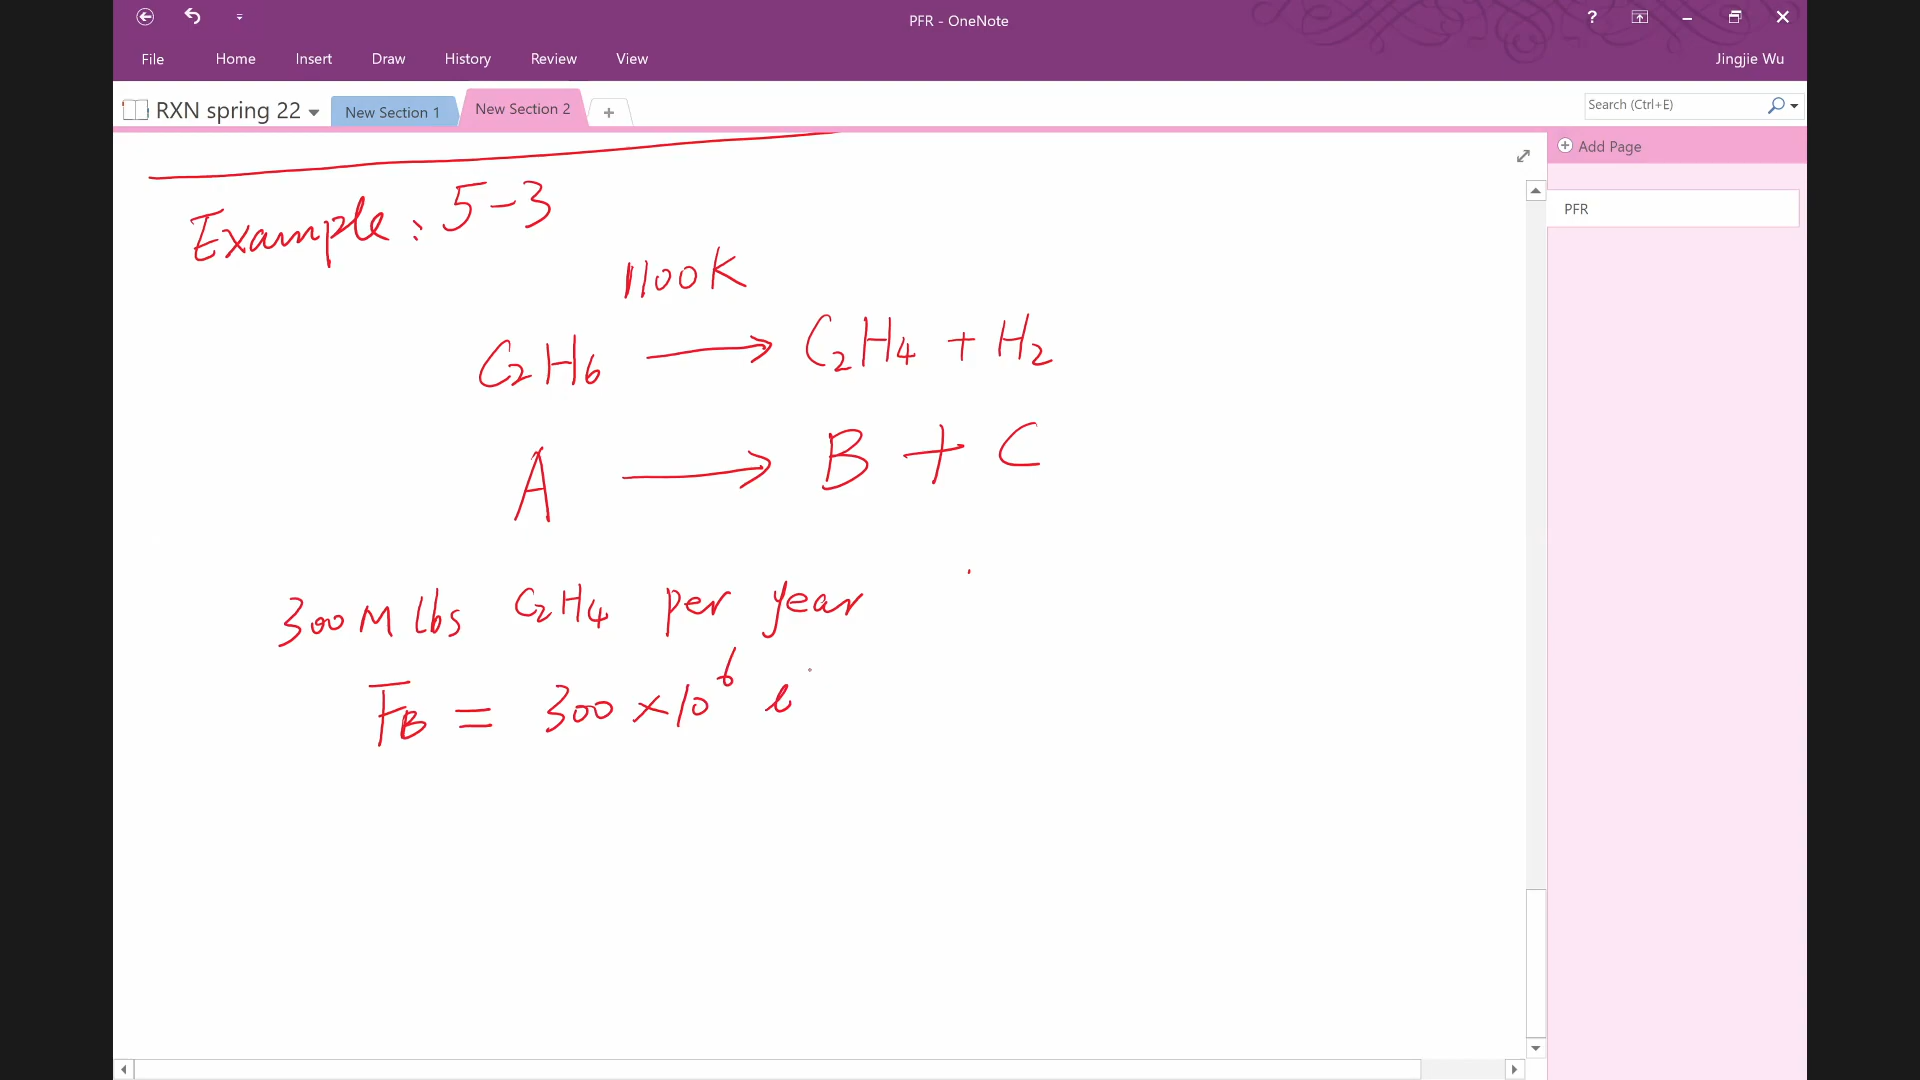 PFR - OneNote
?
File Home Insert Draw History Review View
Jingjie Wu
RXN spring 22
New Section 1
New Section 2
+
Search (Ctrl+E)
Add Page
PFR
Example : 5-3
1100K
C2H6 → C2H4 + H2
A → B + C
300 M lbs C2H4 per year
FB = 300 × 10^6 l